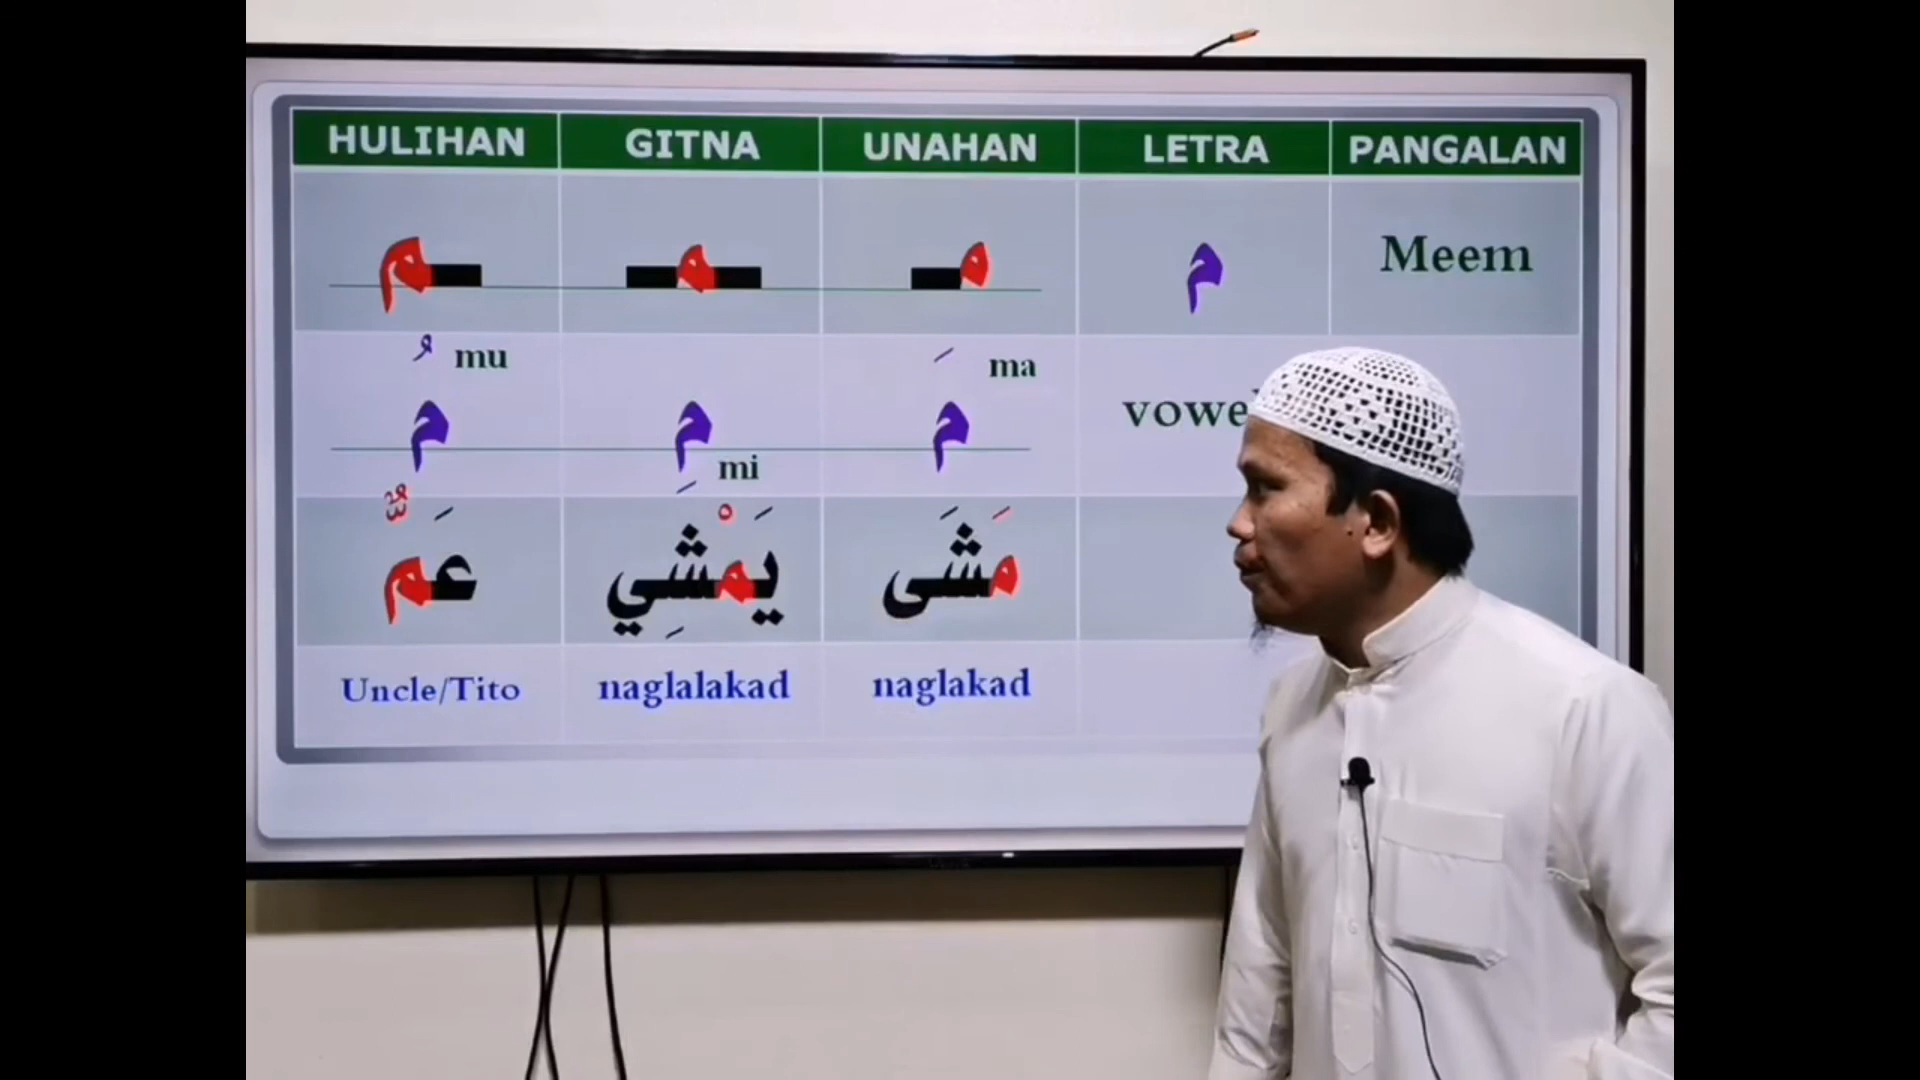 HULIHAN GITNA UNAHAN LETRA PANGALAN
م م م م Meem
mu ma
م م م vowe
mi
عَمٌّ يَمْشِي مَشَى
Uncle/Tito naglalakad naglakad